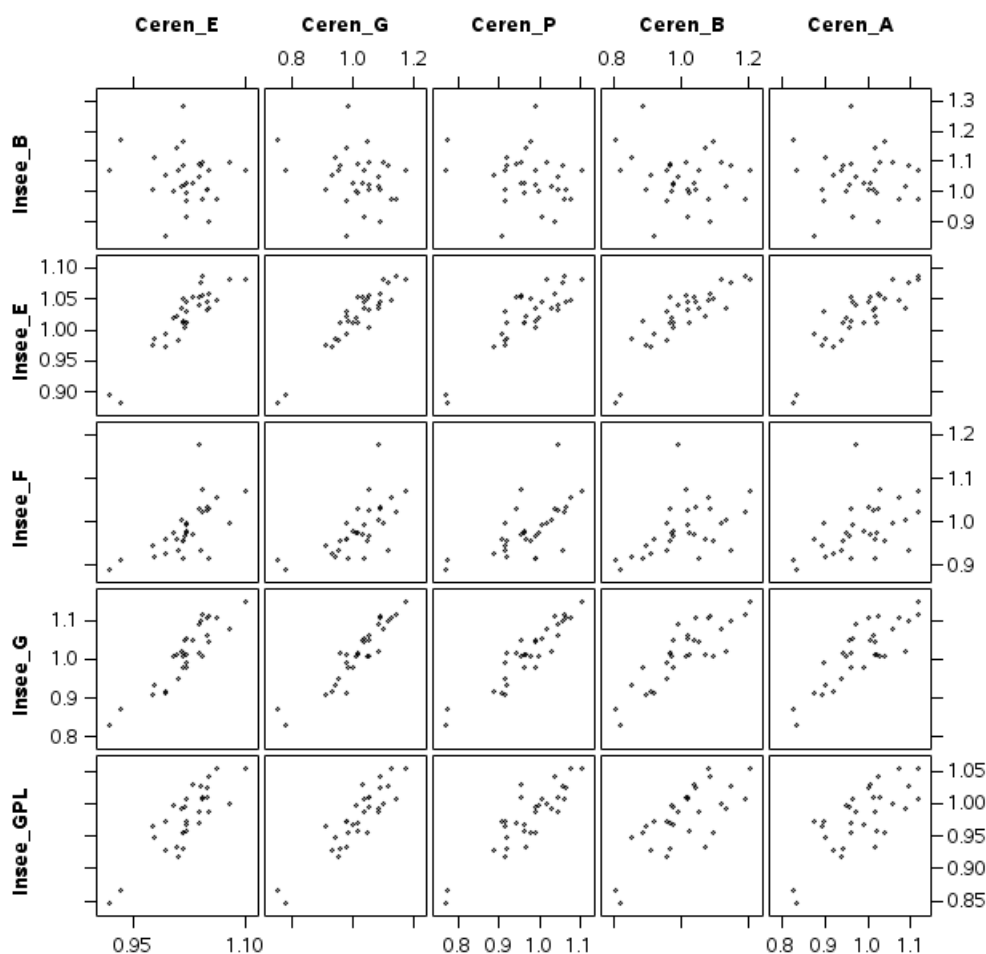 Ceren_E Ceren_G Ceren_P Ceren_B Ceren_A
0.8 1.0 1.2 0.8 1.0 1.2
Insee_B 1.3
1.2
1.1
1.0
0.9
Insee_E 1.10
1.05
1.00
0.95
0.90
Insee_F 1.2
1.1
1.0
0.9
Insee_G 1.1
1.0
0.9
0.8
Insee_GPL 1.05
1.00
0.95
0.90
0.85
0.95 1.10 0.8 0.9 1.0 1.1 0.8 0.9 1.0 1.1